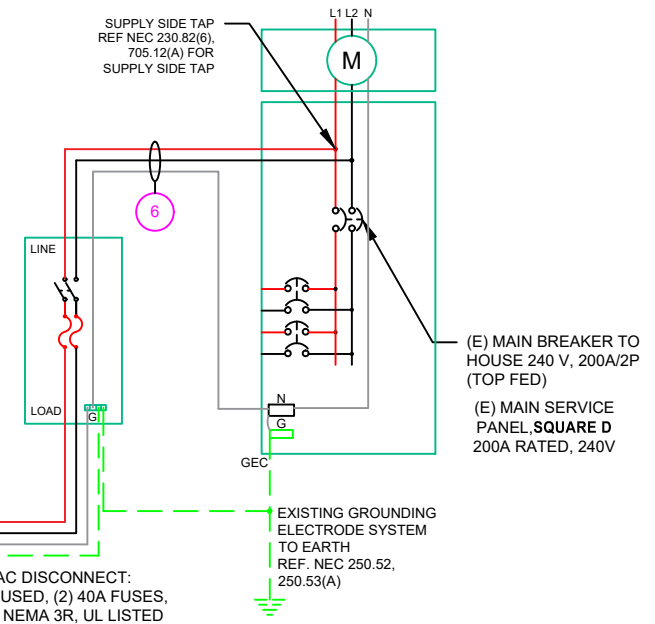 SUPPLY SIDE TAP
REF NEC 230.82(6),
705.12(A) FOR
SUPPLY SIDE TAP
L1 L2 N
M
6
LINE
LOAD
G
N
G
GEC
(E) MAIN BREAKER TO
HOUSE 240 V, 200A/2P
(TOP FED)
(E) MAIN SERVICE
PANEL,SQUARE D
200A RATED, 240V
EXISTING GROUNDING
ELECTRODE SYSTEM
TO EARTH
REF. NEC 250.52,
250.53(A)
AC DISCONNECT:
USED, (2) 40A FUSES,
NEMA 3R, UL LISTED